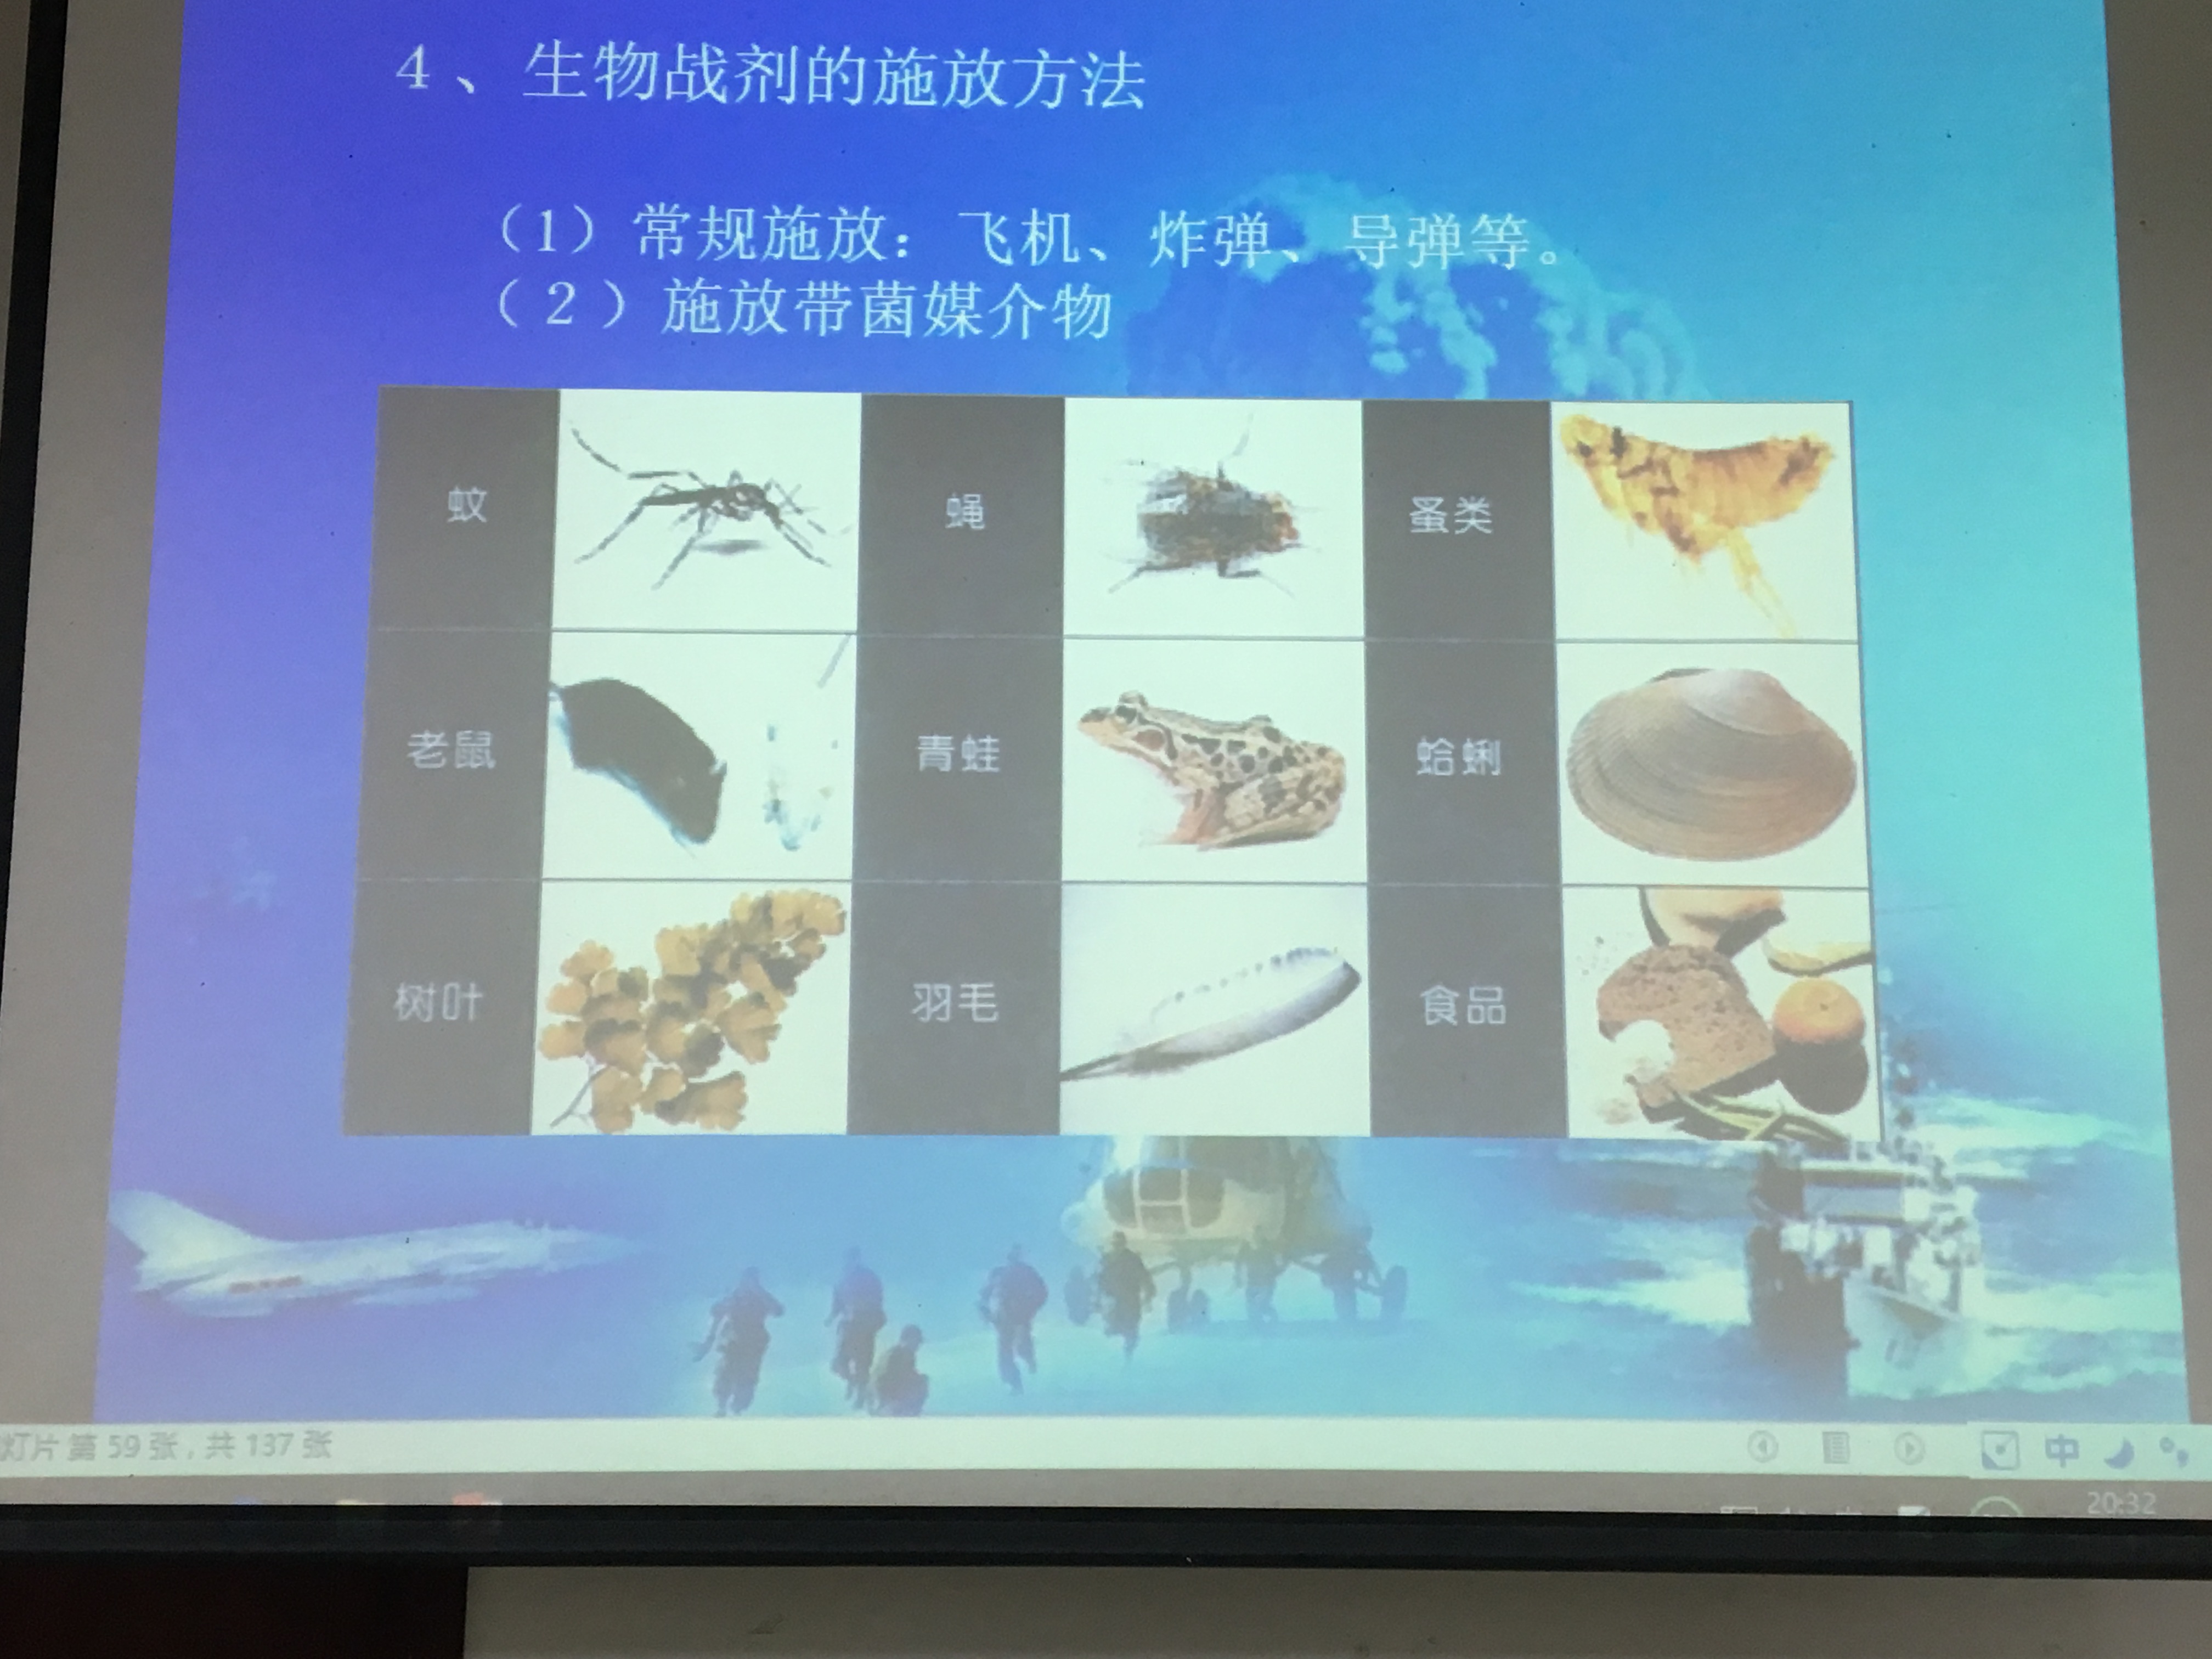 4、生物战剂的施放方法
（1）常规施放：飞机、炸弹、导弹等。
（2）施放带菌媒介物
蚊 蝇 蚤类
老鼠 青蛙 蛤蜊
树叶 羽毛 食品
灯片 第 59 张，共 137 张
中
20:32